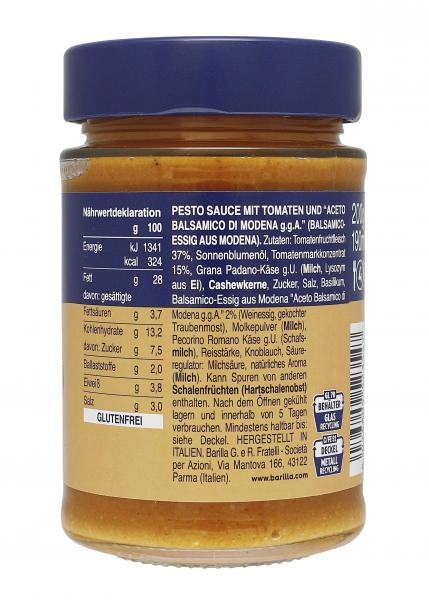 Nährwertdeklaration
g 100
Energie kJ 1341
kcal 324
Fett g 28
davon: gesättigte
Fettsäuren g 3,7
Kohlenhydrate g 13,2
davon: Zucker g 7,5
Ballaststoffe g 2,0
Eiweiß g 3,8
Salz g 3,0
GLUTENFREI
PESTO SAUCE MIT TOMATEN UND "ACETO
BALSAMICO DI MODENA g.g.A." (BALSAMICO-
ESSIG AUS MODENA). Zutaten: Tomatenfruchtfleisch
37%, Sonnenblumenöl, Tomatenmarkkonzentrat
15%, Grana Padano-Käse g.U. (Milch, Lysozym
aus Ei), Cashewkerne, Zucker, Salz, Basilikum,
Balsamico-Essig aus Modena "Aceto Balsamico di
Modena g.g.A." 2% (Weinessig, gekochter
Traubenmost), Molkepulver (Milch),
Pecorino Romano Käse g.U. (Schafs-
milch), Reisstärke, Knoblauch, Säure-
regulator: Milchsäure, natürliches Aroma
(Milch). Kann Spuren von anderen
Schalenfrüchten (Hartschalenobst)
enthalten. Nach dem Öffnen gekühlt
lagern und innerhalb von 5 Tagen
verbrauchen. Mindestens haltbar bis:
siehe Deckel. HERGESTELLT IN
ITALIEN. Barilla G. e R. Fratelli - Società
per Azioni, Via Mantova 166, 43122
Parma (Italien).
www.barilla.com
GL 70
BEHÄLTER
GLAS
RECYCLING
DECKEL
METALL
RECYCLING